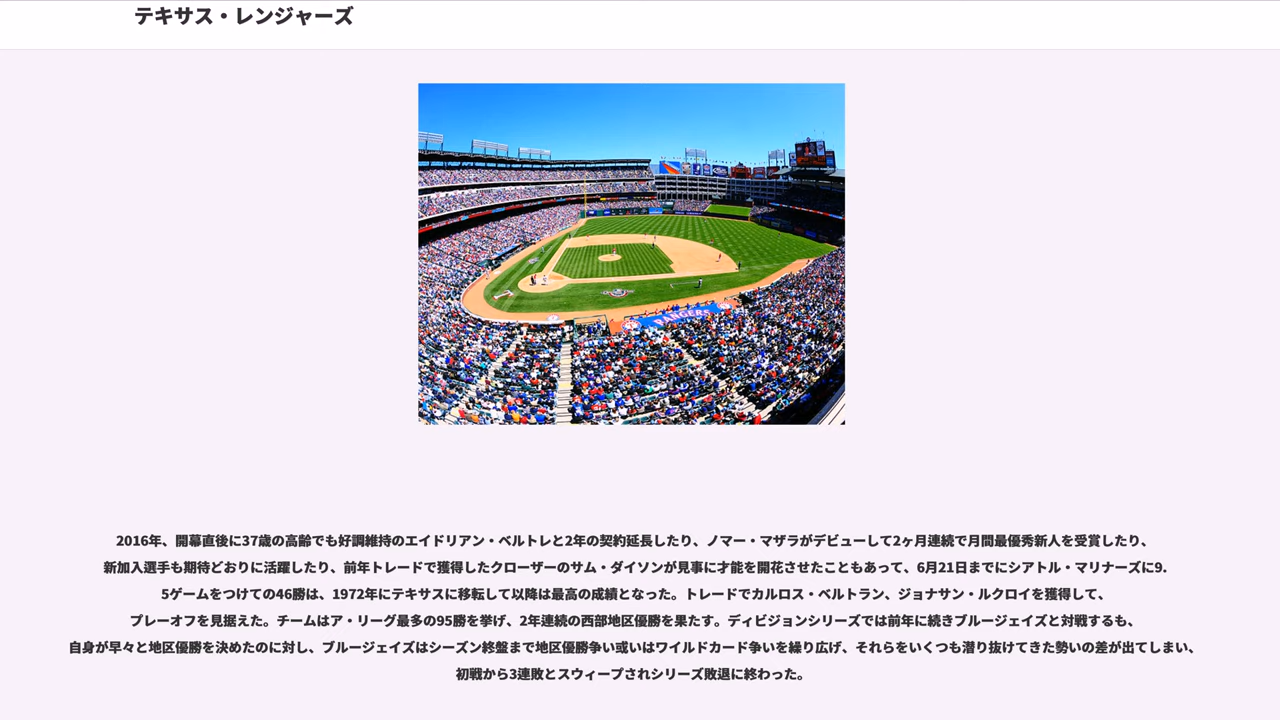 テキサス・レンジャーズ
RANGERS
2016年、開幕直後に37歳の高齢でも好調維持のエイドリアン・ベルトレと2年の契約延長したり、ノマー・マザラがデビューして2ヶ月連続で月間最優秀新人を受賞したり、
新加入選手も期待どおりに活躍したり、前年トレードで獲得したクローザーのサム・ダイソンが見事に才能を開花させたこともあって、6月21日までにシアトル・マリナーズに9.
5ゲームをつけての46勝は、1972年にテキサスに移転して以降は最高の成績となった。トレードでカルロス・ベルトラン、ジョナサン・ルクロイを獲得して、
プレーオフを見据えた。チームはア・リーグ最多の95勝を挙げ、2年連続の西部地区優勝を果たす。ディビジョンシリーズでは前年に続きブルージェイズと対戦するも、
自身が早々と地区優勝を決めたのに対し、ブルージェイズはシーズン終盤まで地区優勝争い或いはワイルドカード争いを繰り広げ、それらをいくつも潜り抜けてきた勢いの差が出てしまい、
初戦から3連敗とスウィープされシリーズ敗退に終わった。